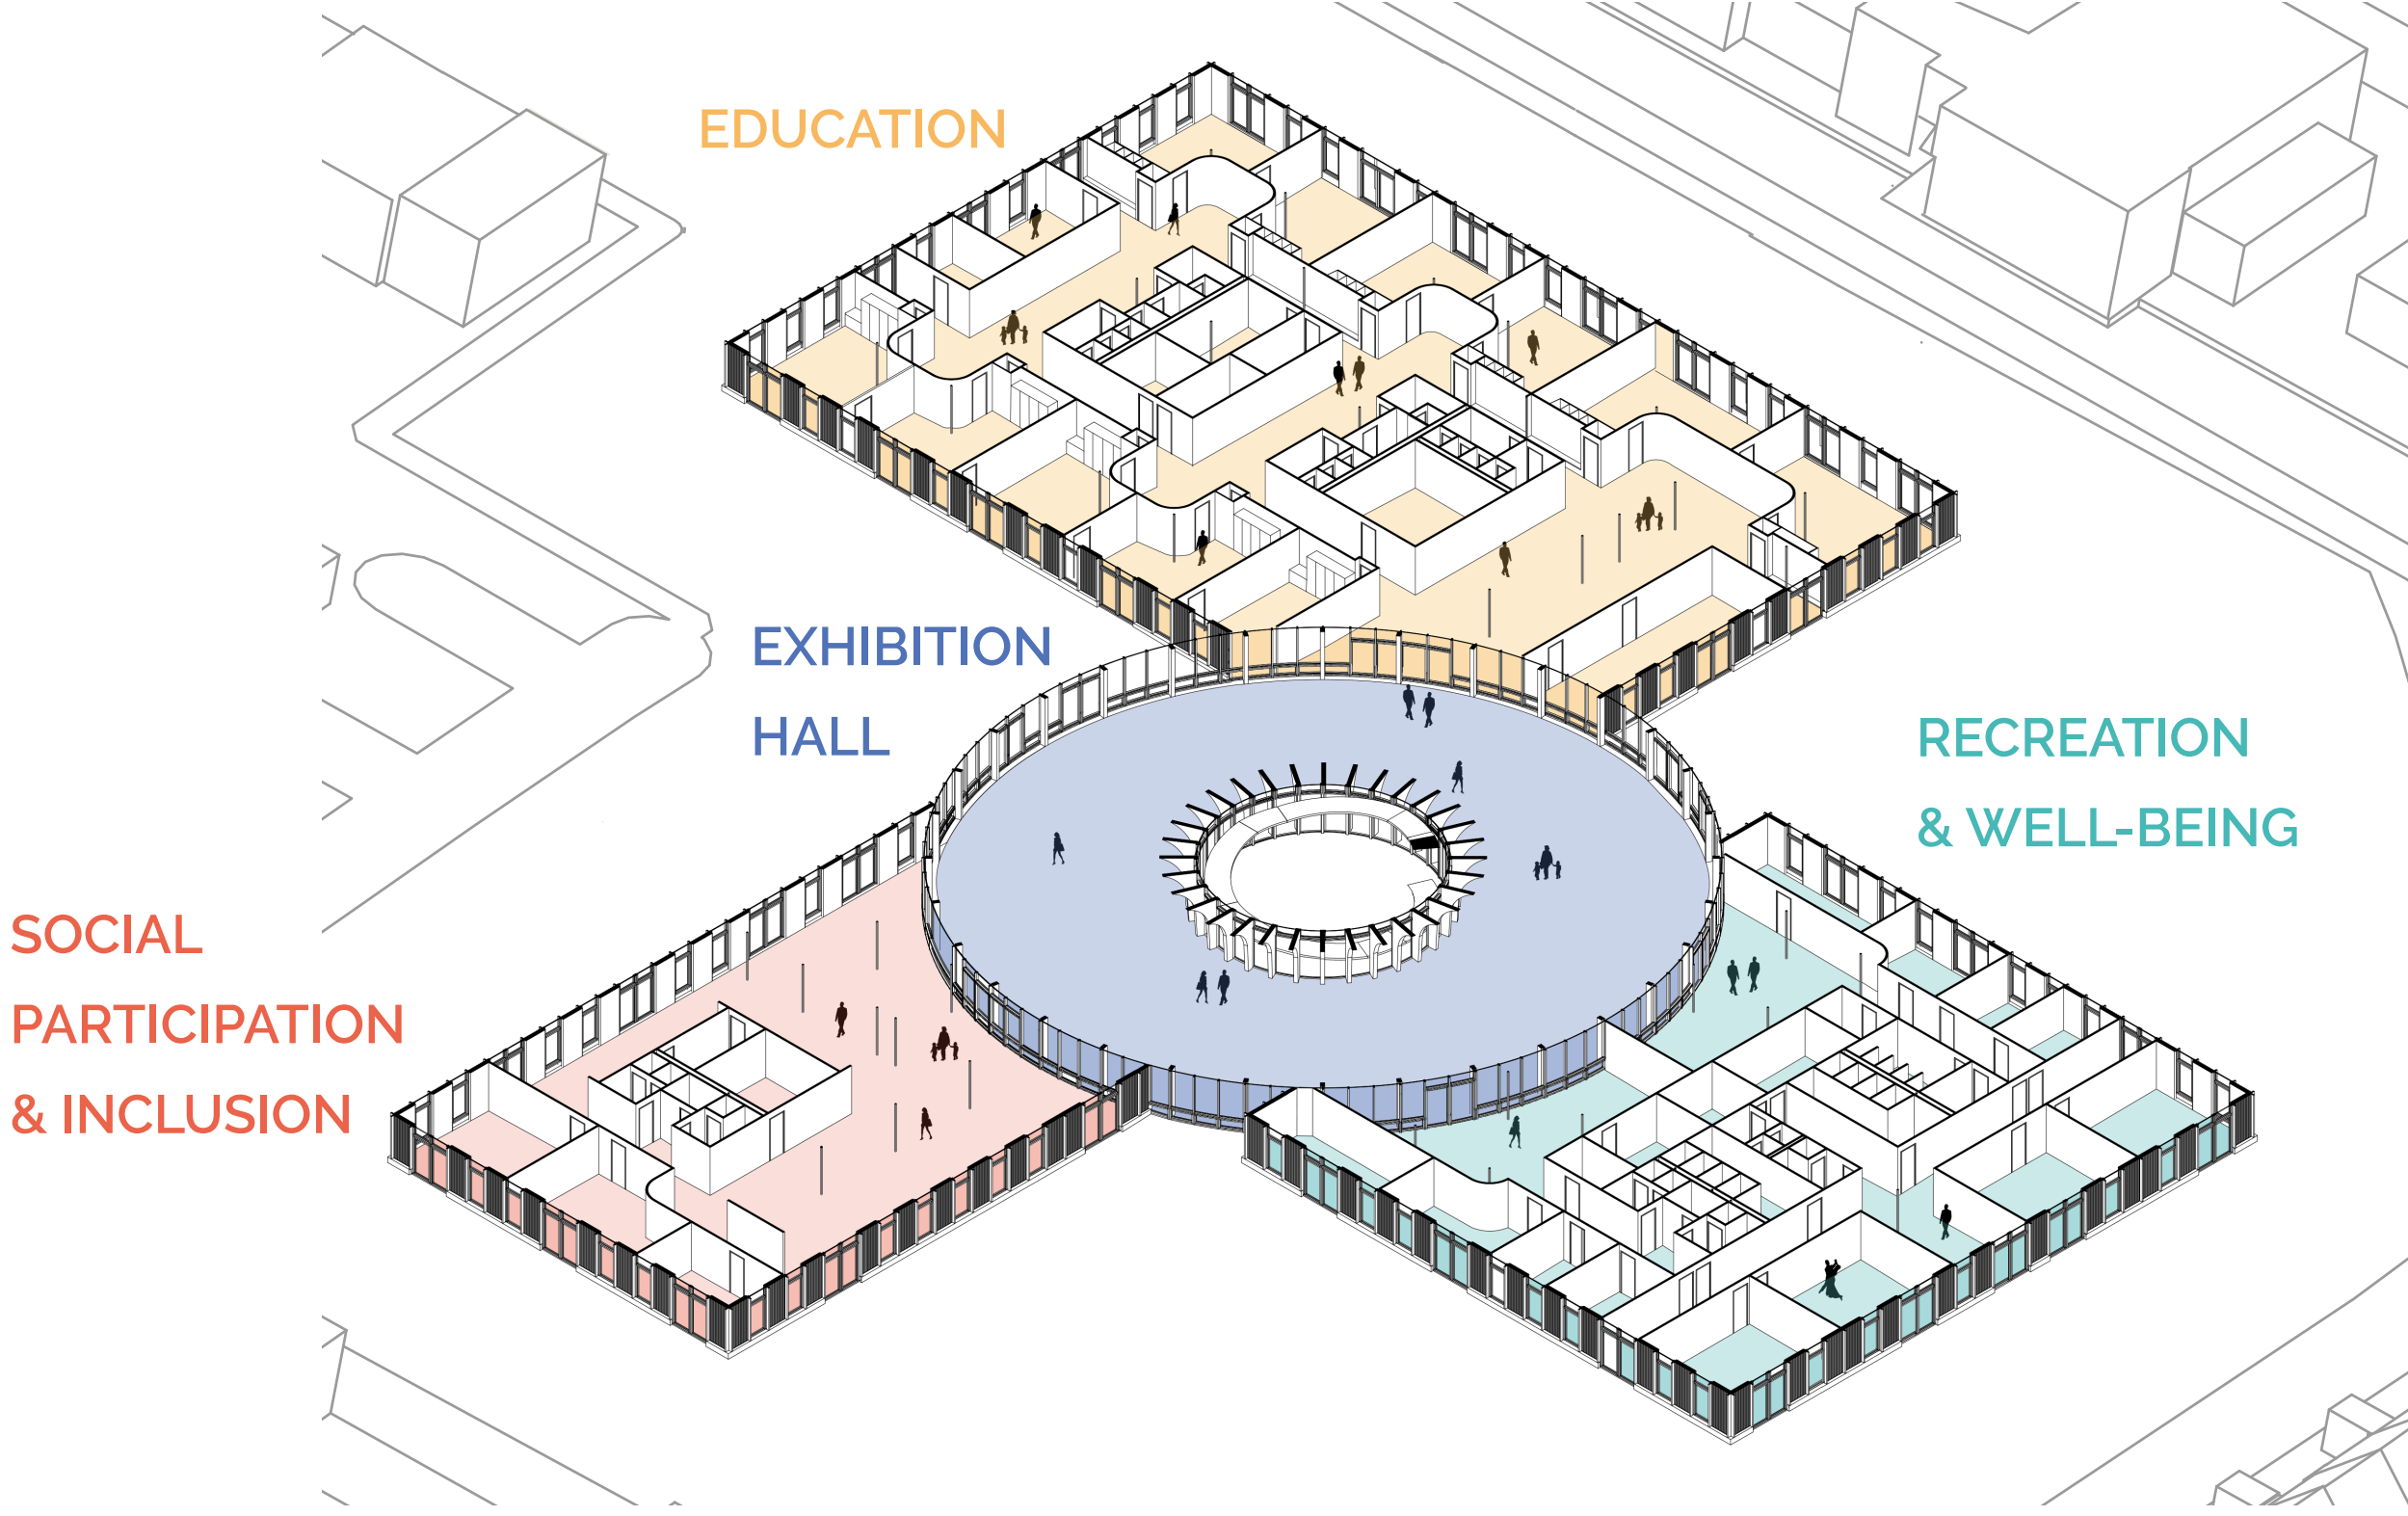 EDUCATION
EXHIBITION
HALL
RECREATION
& WELL-BEING
SOCIAL
PARTICIPATION
& INCLUSION